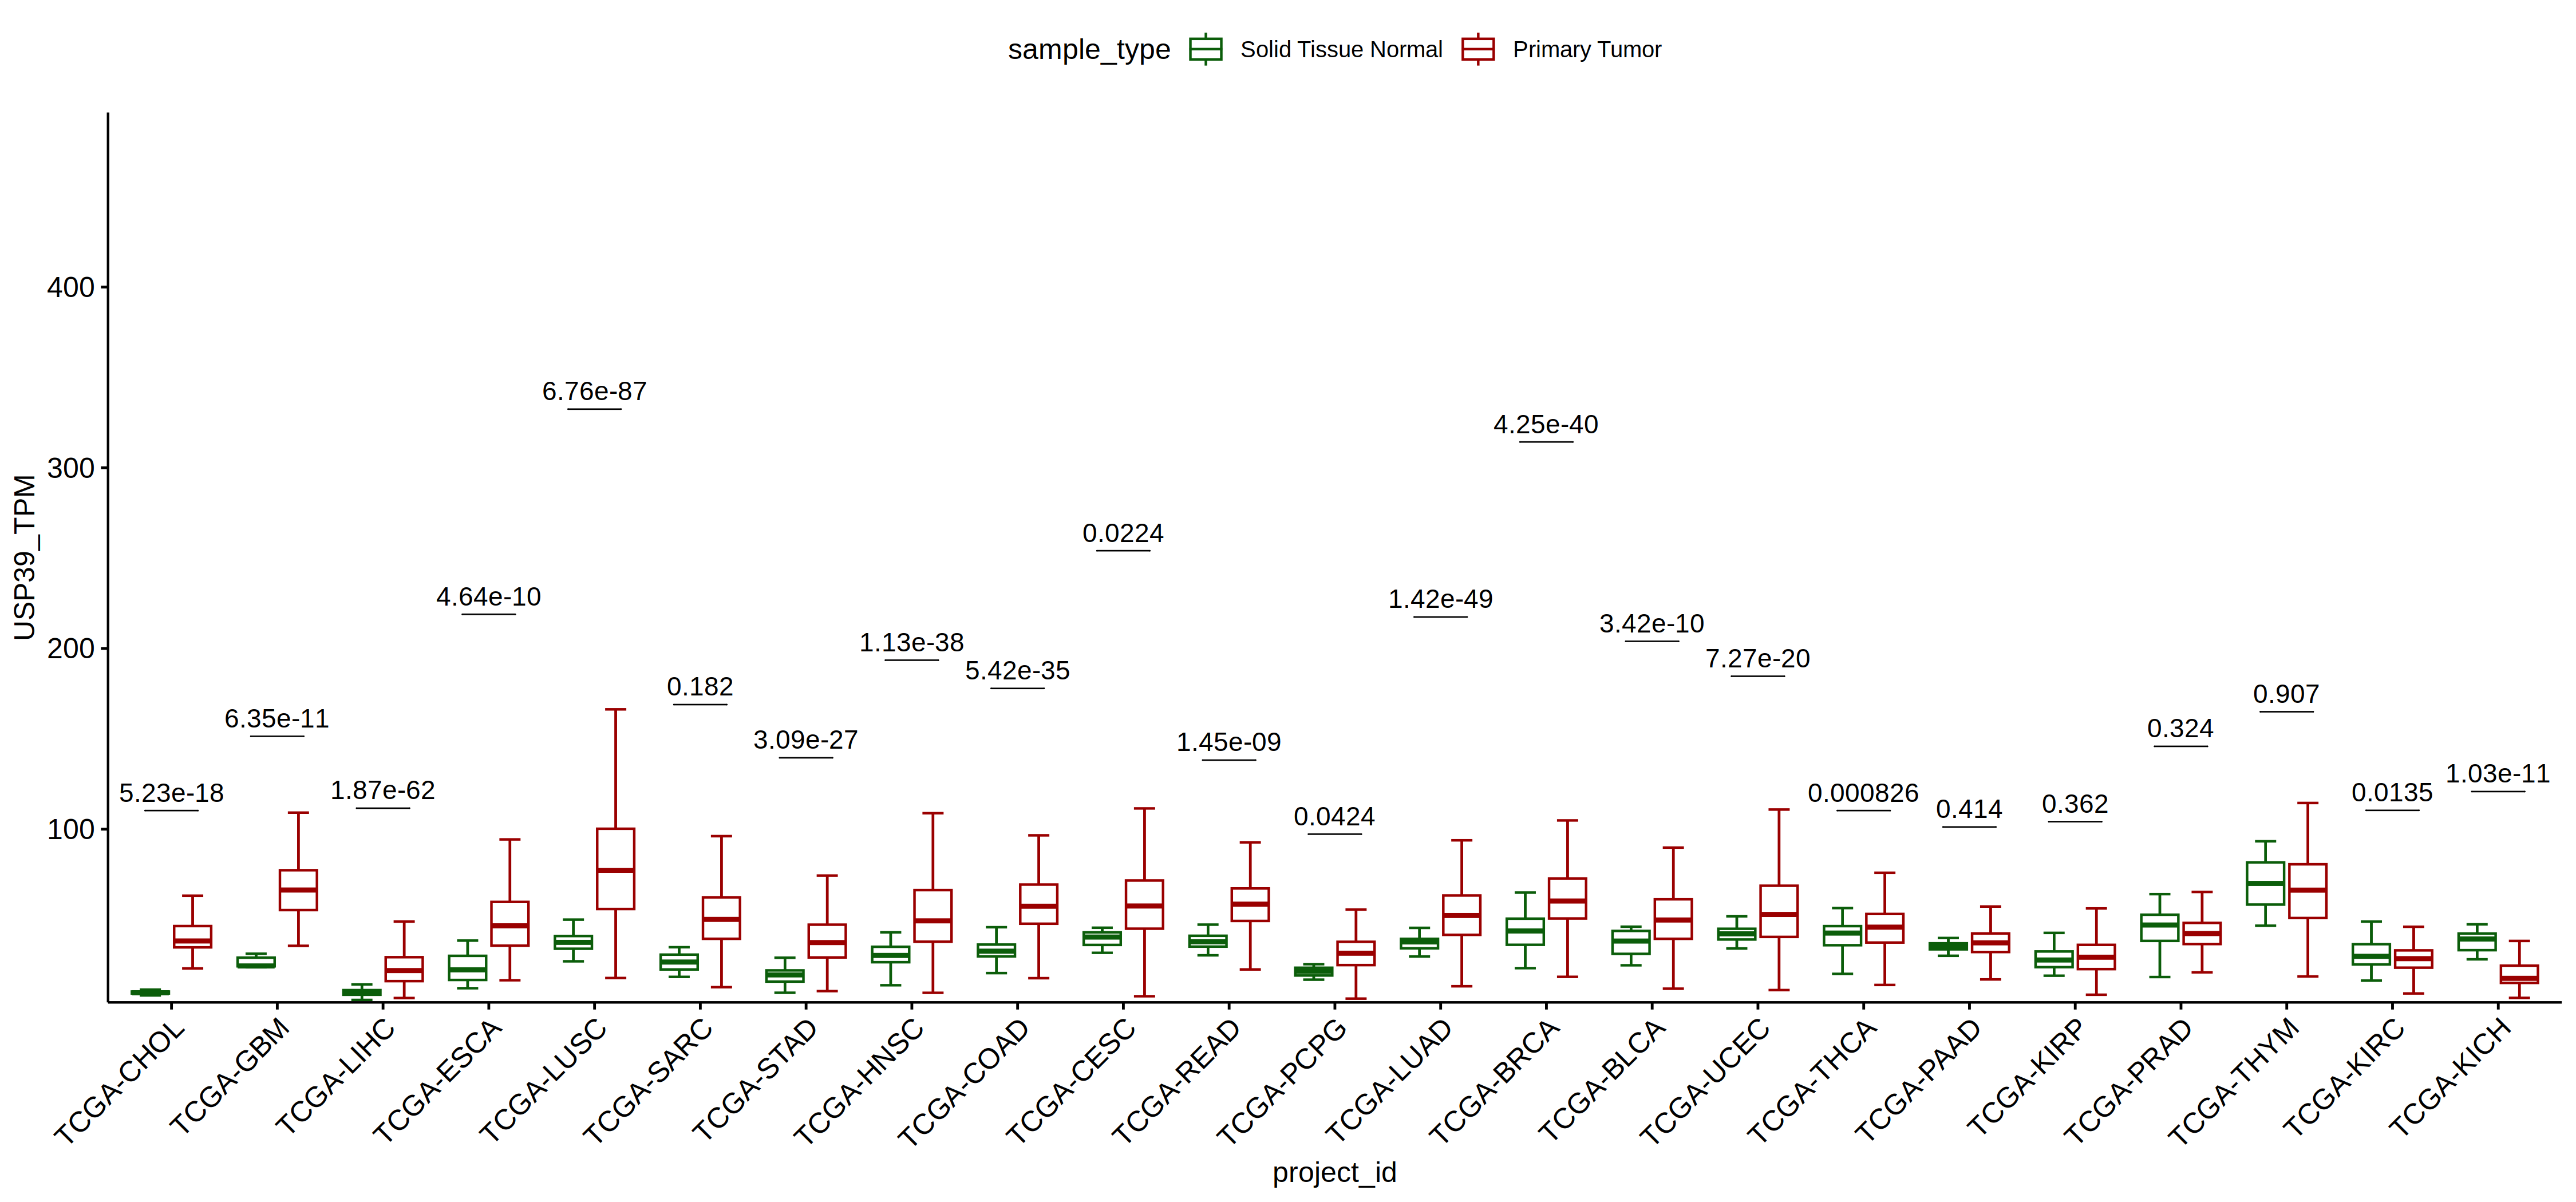 sample_type Solid Tissue Normal Primary Tumor
USP39_TPM
400
300
200
100
5.23e-18
6.35e-11
1.87e-62
4.64e-10
6.76e-87
0.182
3.09e-27
1.13e-38
5.42e-35
0.0224
1.45e-09
0.0424
1.42e-49
4.25e-40
3.42e-10
7.27e-20
0.000826
0.414
0.362
0.324
0.907
0.0135
1.03e-11
TCGA-CHOL
TCGA-GBM
TCGA-LIHC
TCGA-ESCA
TCGA-LUSC
TCGA-SARC
TCGA-STAD
TCGA-HNSC
TCGA-COAD
TCGA-CESC
TCGA-READ
TCGA-PCPG
TCGA-LUAD
TCGA-BRCA
TCGA-BLCA
TCGA-UCEC
TCGA-THCA
TCGA-PAAD
TCGA-KIRP
TCGA-PRAD
TCGA-THYM
TCGA-KIRC
TCGA-KICH
project_id